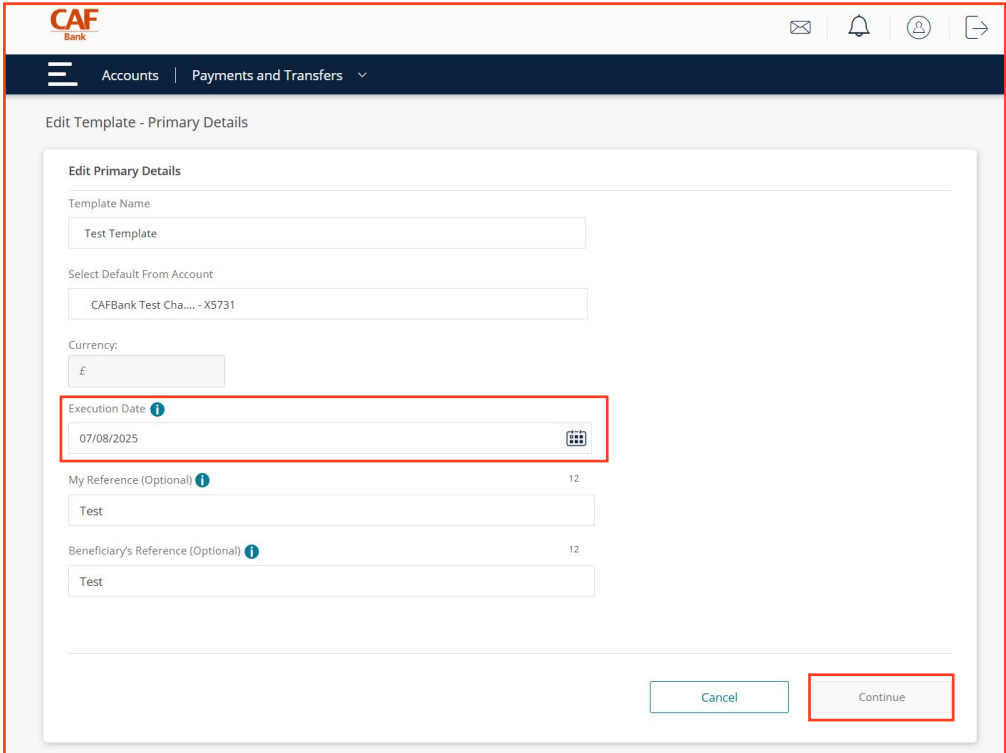 CAF
Bank
Accounts | Payments and Transfers
Edit Template - Primary Details
Edit Primary Details
Template Name
Test Template
Select Default From Account
CAFBank Test Cha.... - X5731
Currency:
£
Execution Date
07/08/2025
My Reference (Optional) 12
Test
Beneficiary's Reference (Optional) 12
Test
Cancel Continue